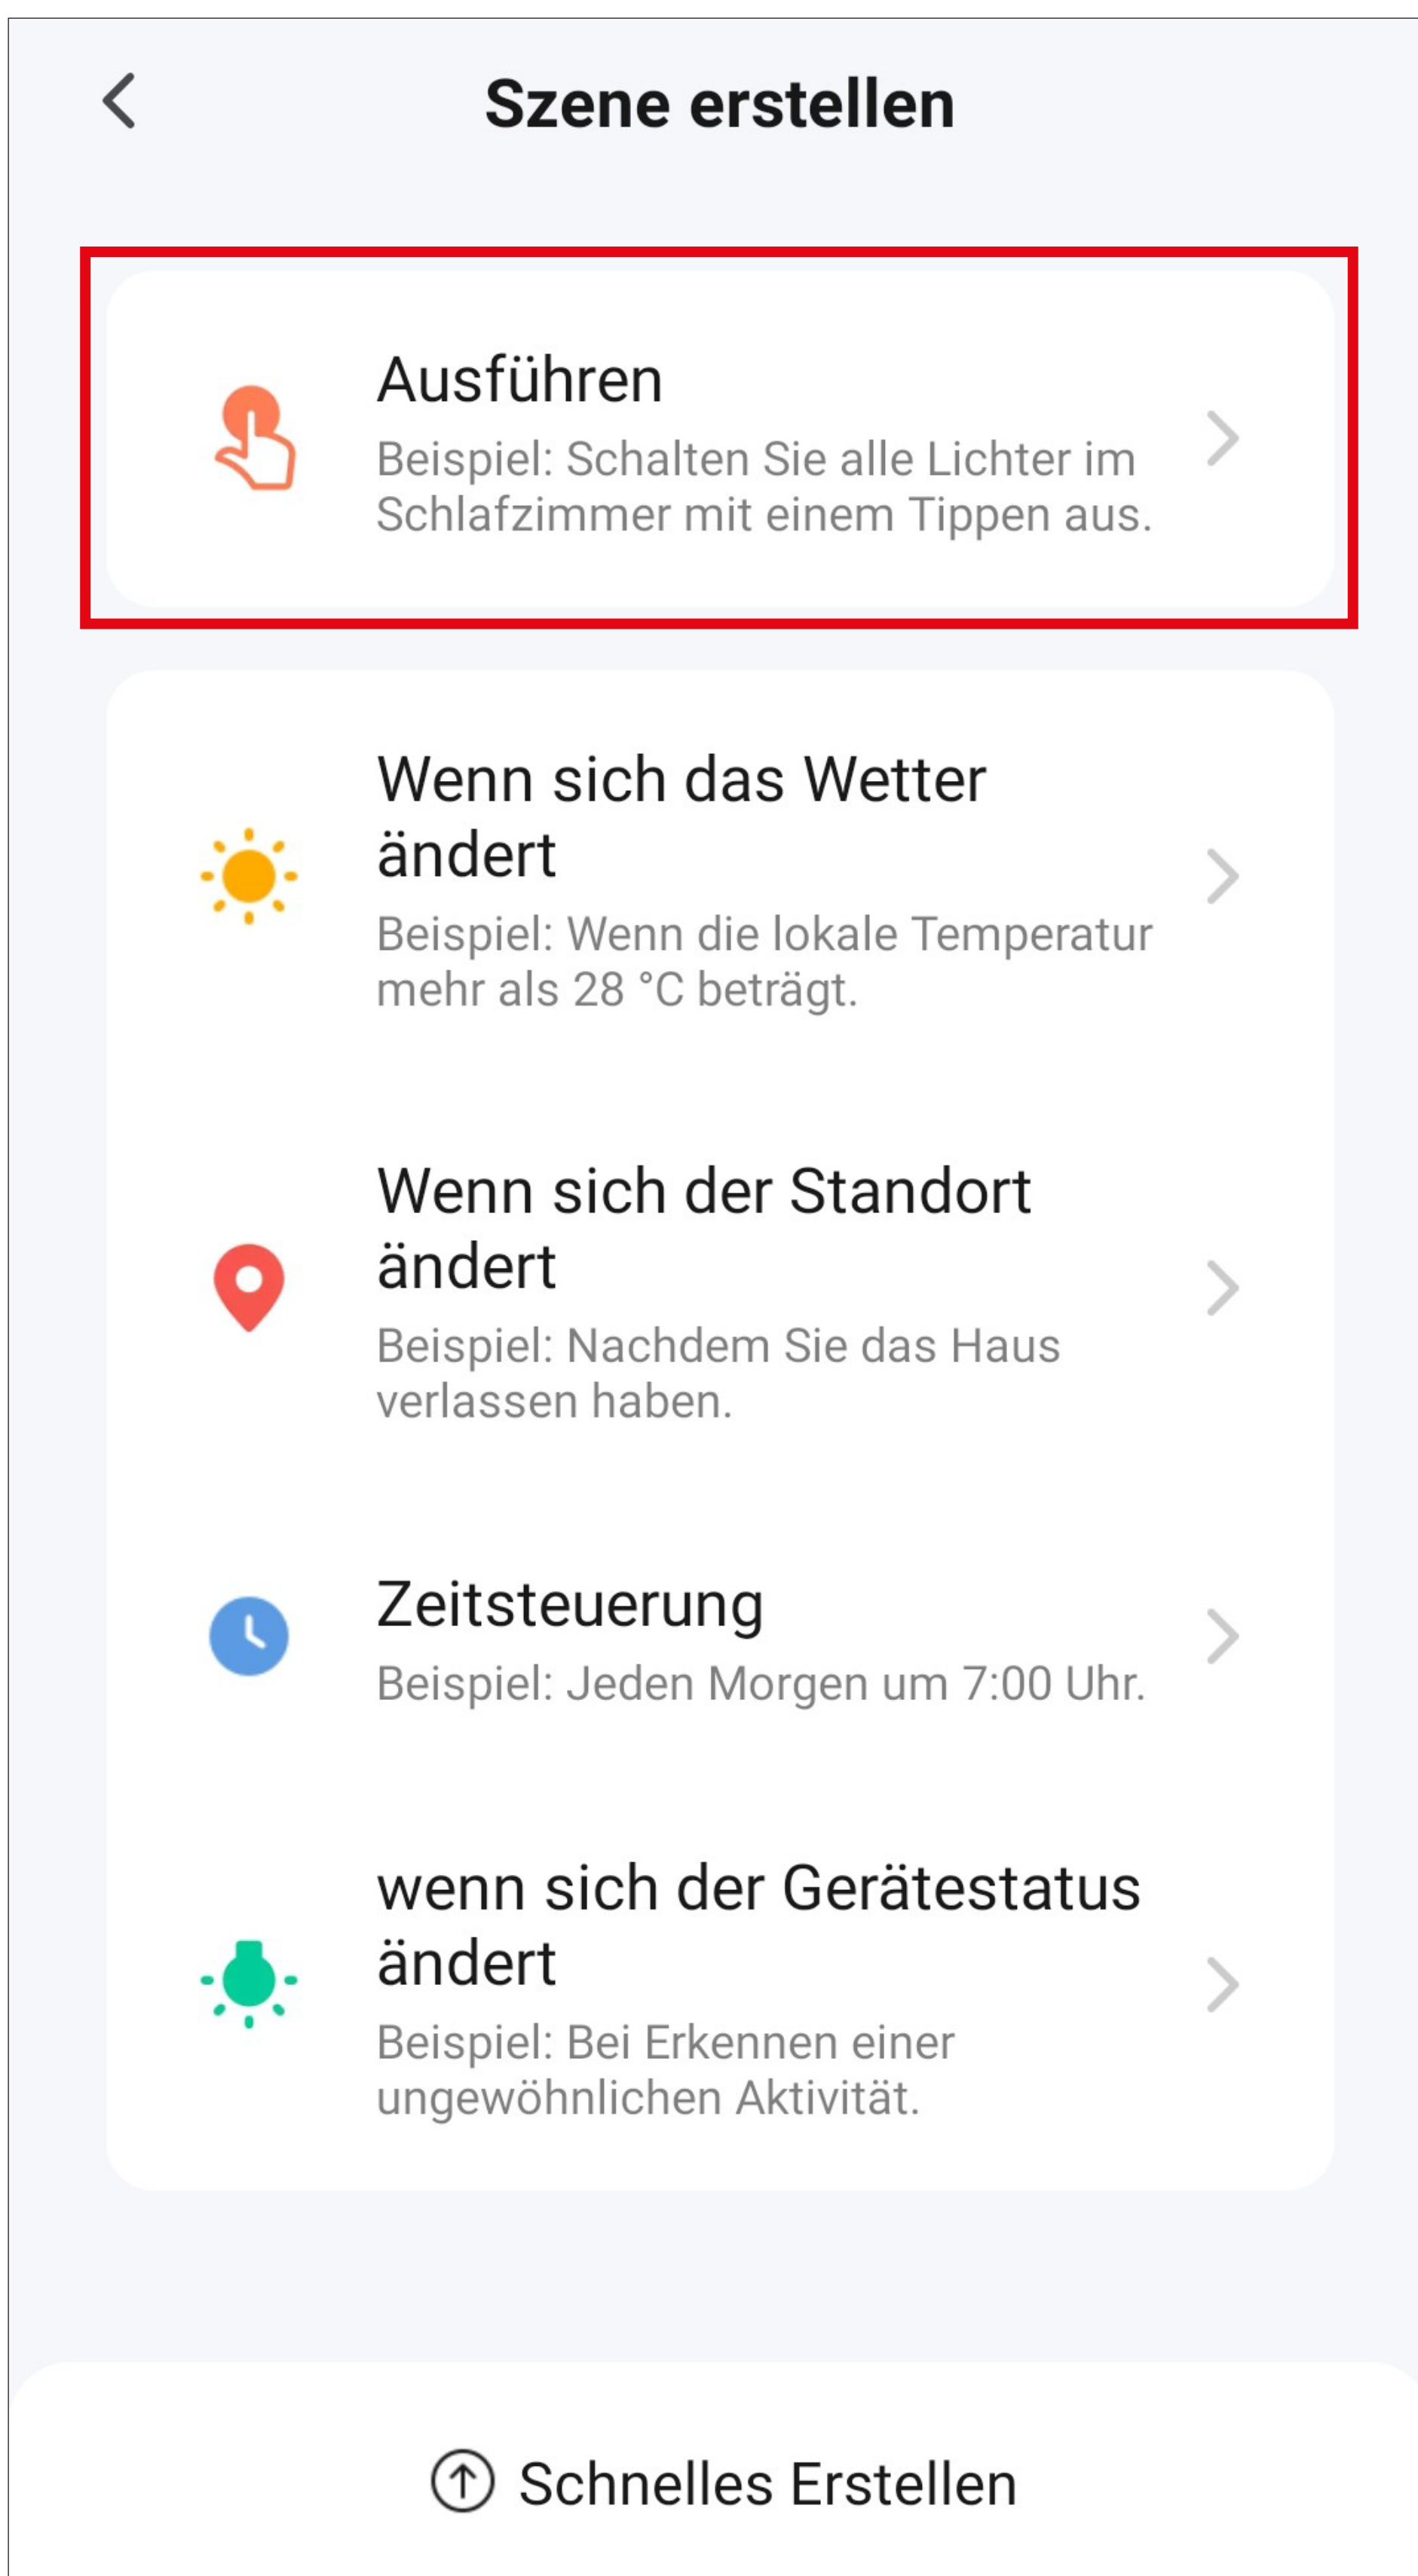 Szene erstellen
Ausführen
Beispiel: Schalten Sie alle Lichter im
Schlafzimmer mit einem Tippen aus.
Wenn sich das Wetter
ändert
Beispiel: Wenn die lokale Temperatur
mehr als 28 °C beträgt.
Wenn sich der Standort
ändert
Beispiel: Nachdem Sie das Haus
verlassen haben.
Zeitsteuerung
Beispiel: Jeden Morgen um 7:00 Uhr.
wenn sich der Gerätestatus
ändert
Beispiel: Bei Erkennen einer
ungewöhnlichen Aktivität.
Schnelles Erstellen